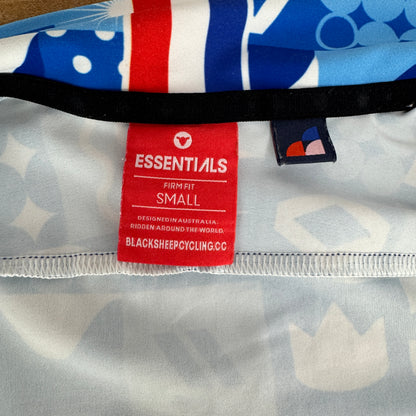 ESSENTIALS
FIRM FIT
SMALL
DESIGNED IN AUSTRALIA.
RIDDEN AROUND THE WORLD.
BLACKSHEEPCYCLING.CC